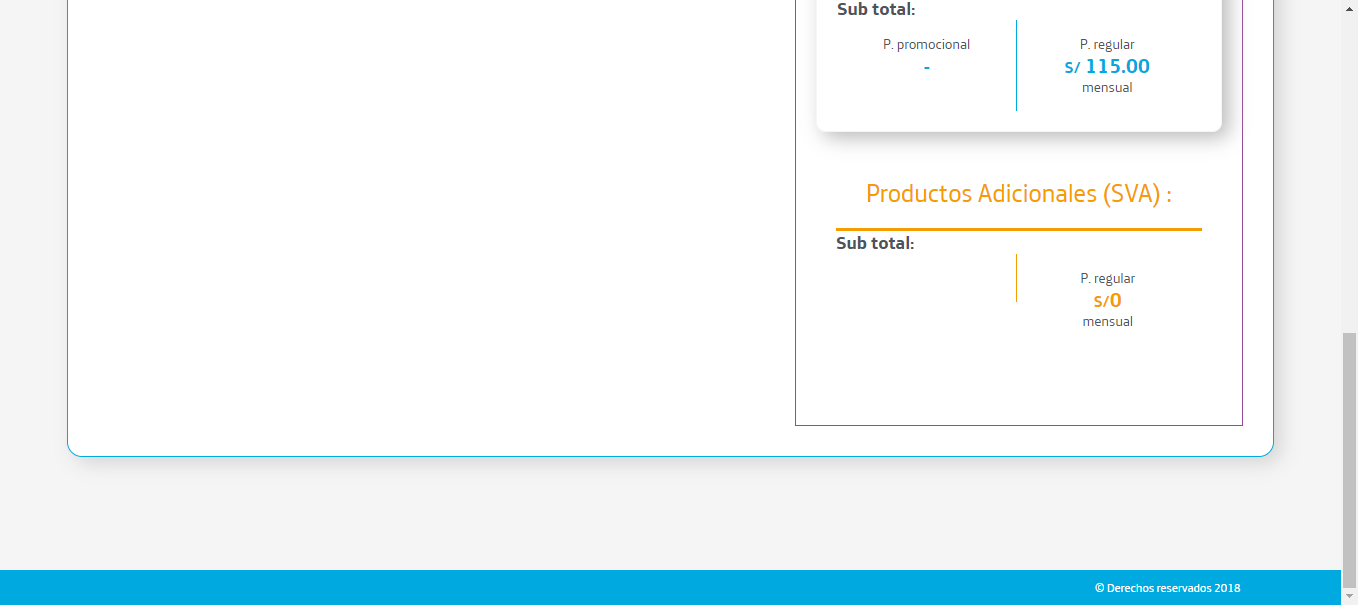 Sub total:
P. promocional
-
P. regular
S/ 115.00
mensual
Productos Adicionales (SVA) :
Sub total:
P. regular
S/0
mensual
© Derechos reservados 2018